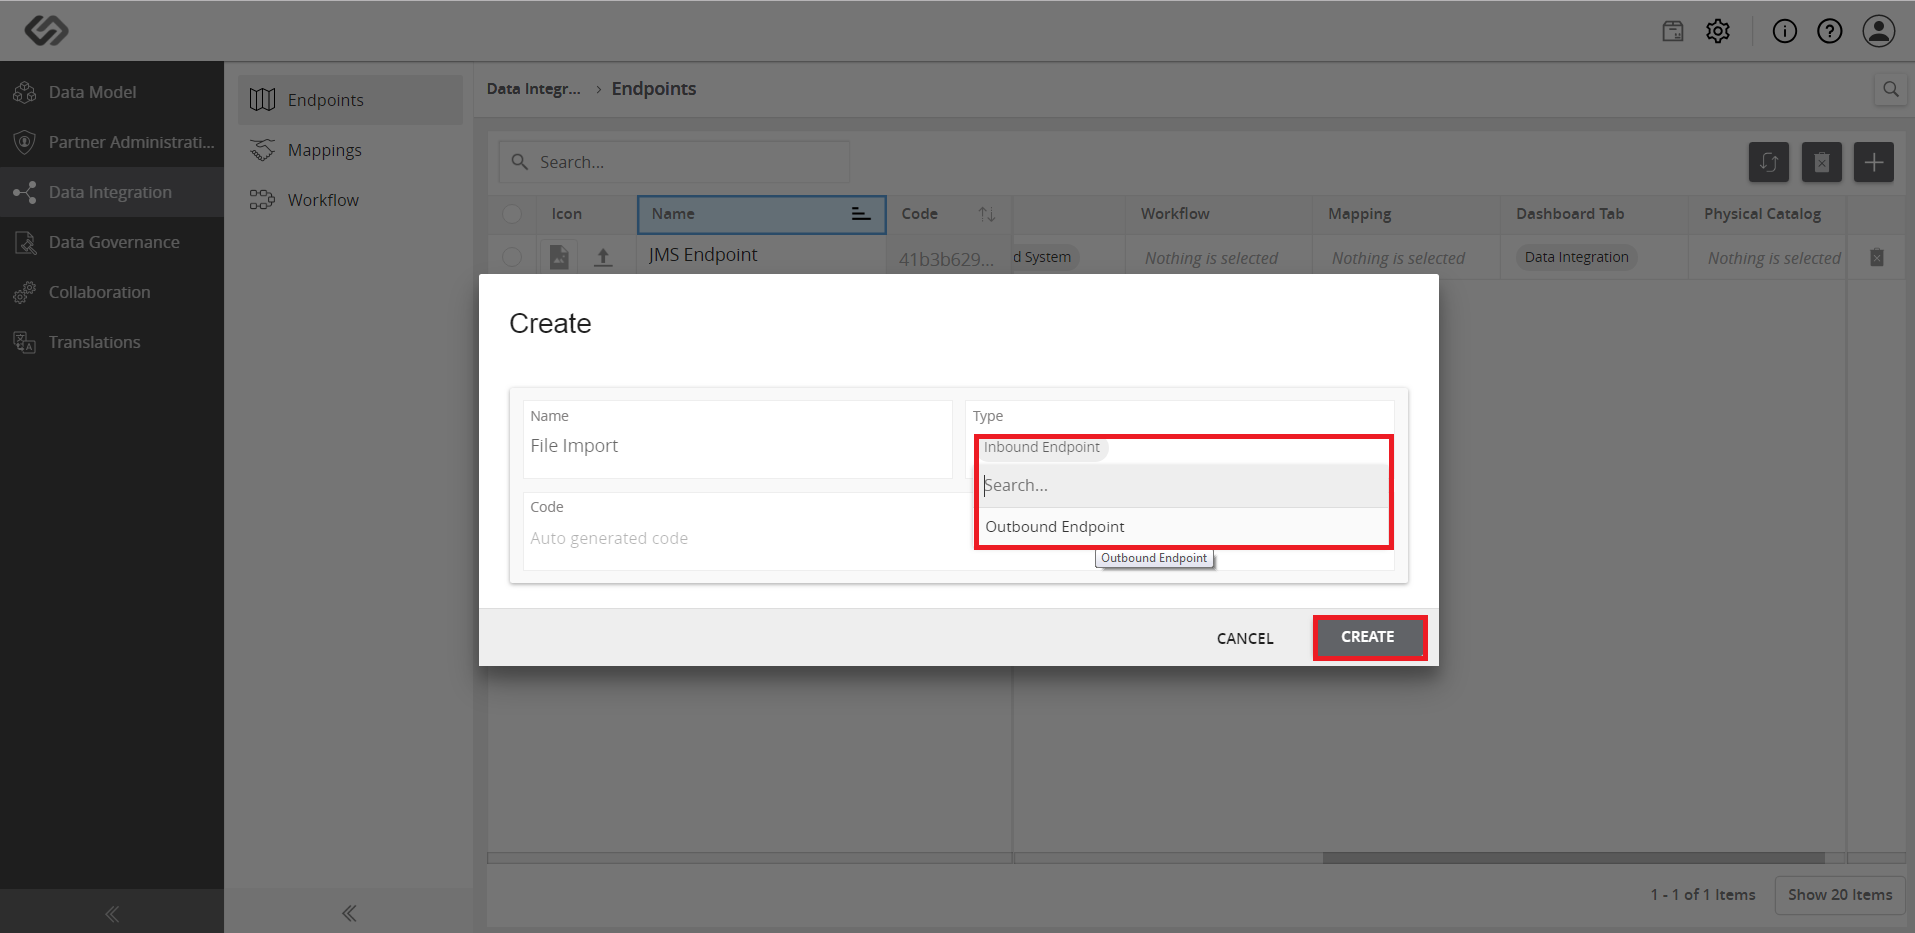 Data Model
Partner Administrati...
Data Integration
Data Governance
Collaboration
Translations
Endpoints
Mappings
Workflow
Data Integr... › Endpoints
Search...
Icon Name Code Workflow Mapping Dashboard Tab Physical Catalog
JMS Endpoint 41b3b629... d System Nothing is selected Nothing is selected Data Integration Nothing is selected
Create
Name
File Import
Type
Inbound Endpoint
Search...
Outbound Endpoint
Outbound Endpoint
Code
Auto generated code
CANCEL CREATE
1 - 1 of 1 Items Show 20 Items